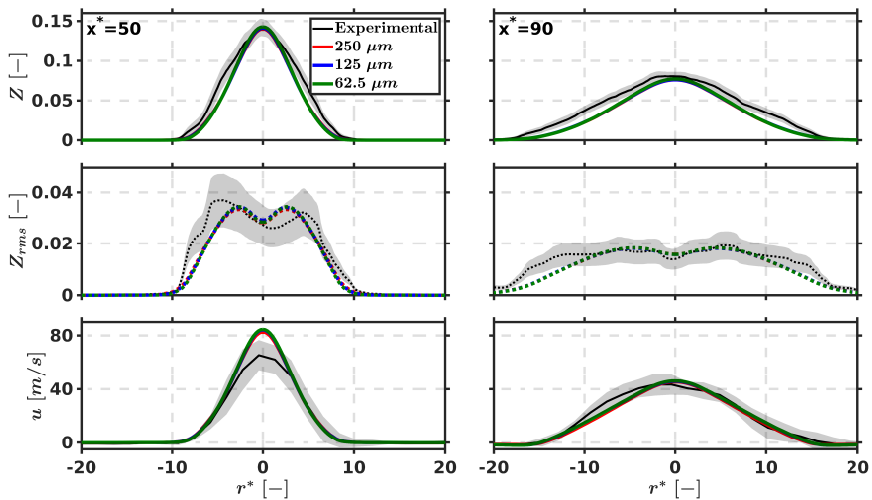 x*=50
Experimental
250 μm
125 μm
62.5 μm
0.15
0.1
0.05
0
Z [−]
x*=90
0.04
0.02
0
Z_rms [−]
80
40
0
u [m/s]
-20 -10 0 10 20
r* [−]
-20 -10 0 10 20
r* [−]